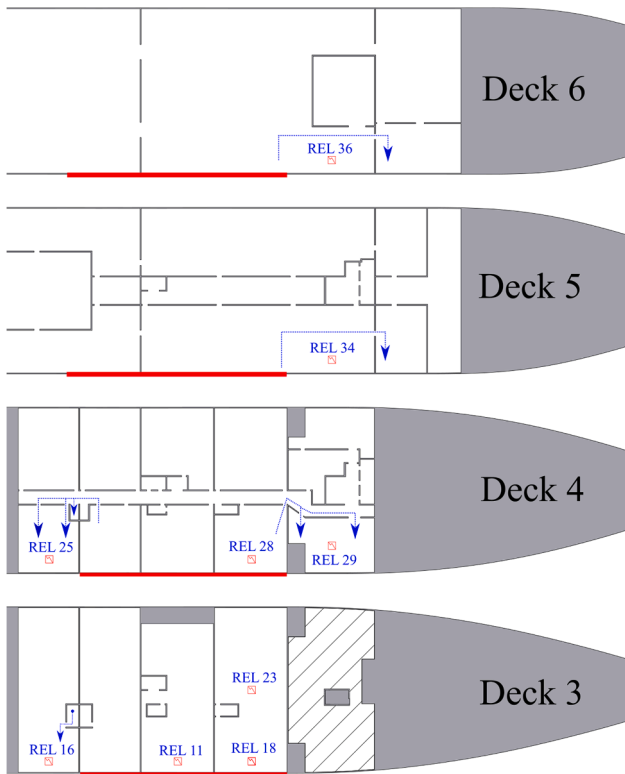 Deck 6
REL 36
Deck 5
REL 34
Deck 4
REL 25
REL 28
REL 29
Deck 3
REL 23
REL 16
REL 11
REL 18